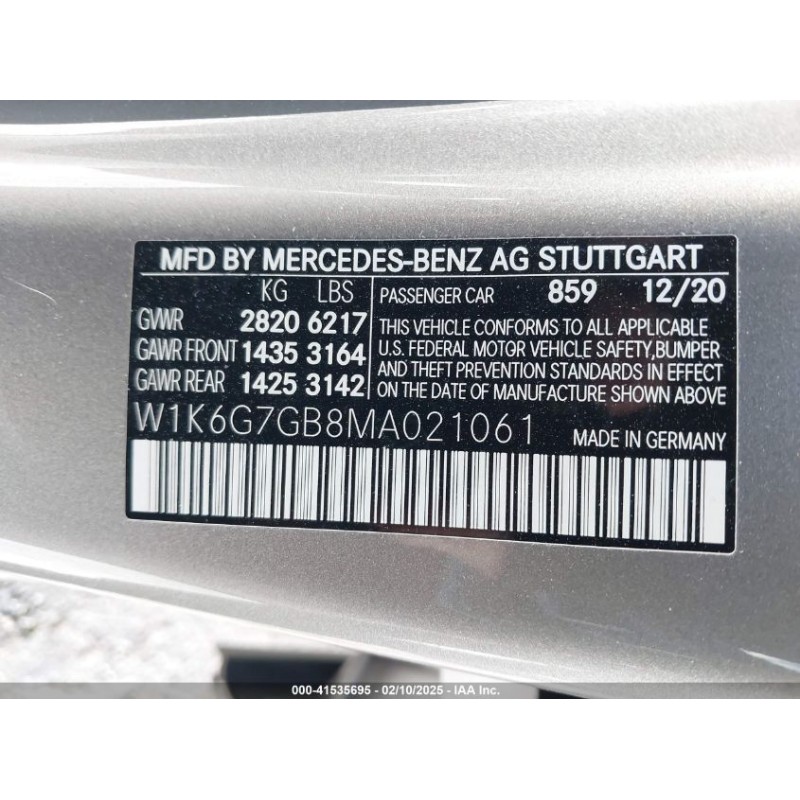 MFD BY MERCEDES-BENZ AG STUTTGART
KG LBS
GVWR 2820 6217
GAWR FRONT 1435 3164
GAWR REAR 1425 3142
PASSENGER CAR 859 12/20
THIS VEHICLE CONFORMS TO ALL APPLICABLE
U.S. FEDERAL MOTOR VEHICLE SAFETY,BUMPER
AND THEFT PREVENTION STANDARDS IN EFFECT
ON THE DATE OF MANUFACTURE SHOWN ABOVE
W1K6G7GB8MA021061 MADE IN GERMANY
000-41535695 - 02/10/2025 - IAA Inc.